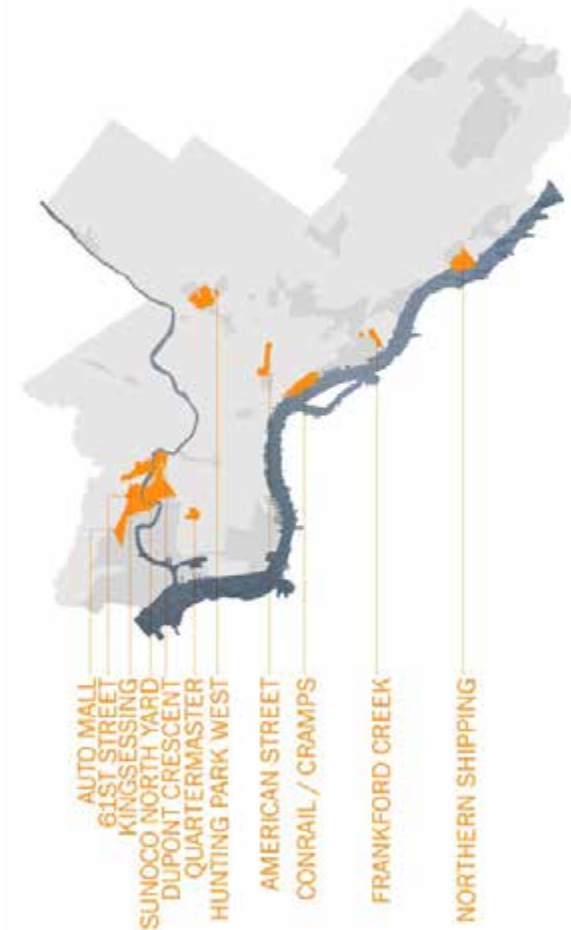 AUTO MALL
61ST STREET
KINGSESSING
SUNOCO NORTH YARD
DUPONT CRESCENT
QUARTERMASTER
HUNTING PARK WEST
AMERICAN STREET
CONRAIL / CRAMPS
FRANKFORD CREEK
NORTHERN SHIPPING